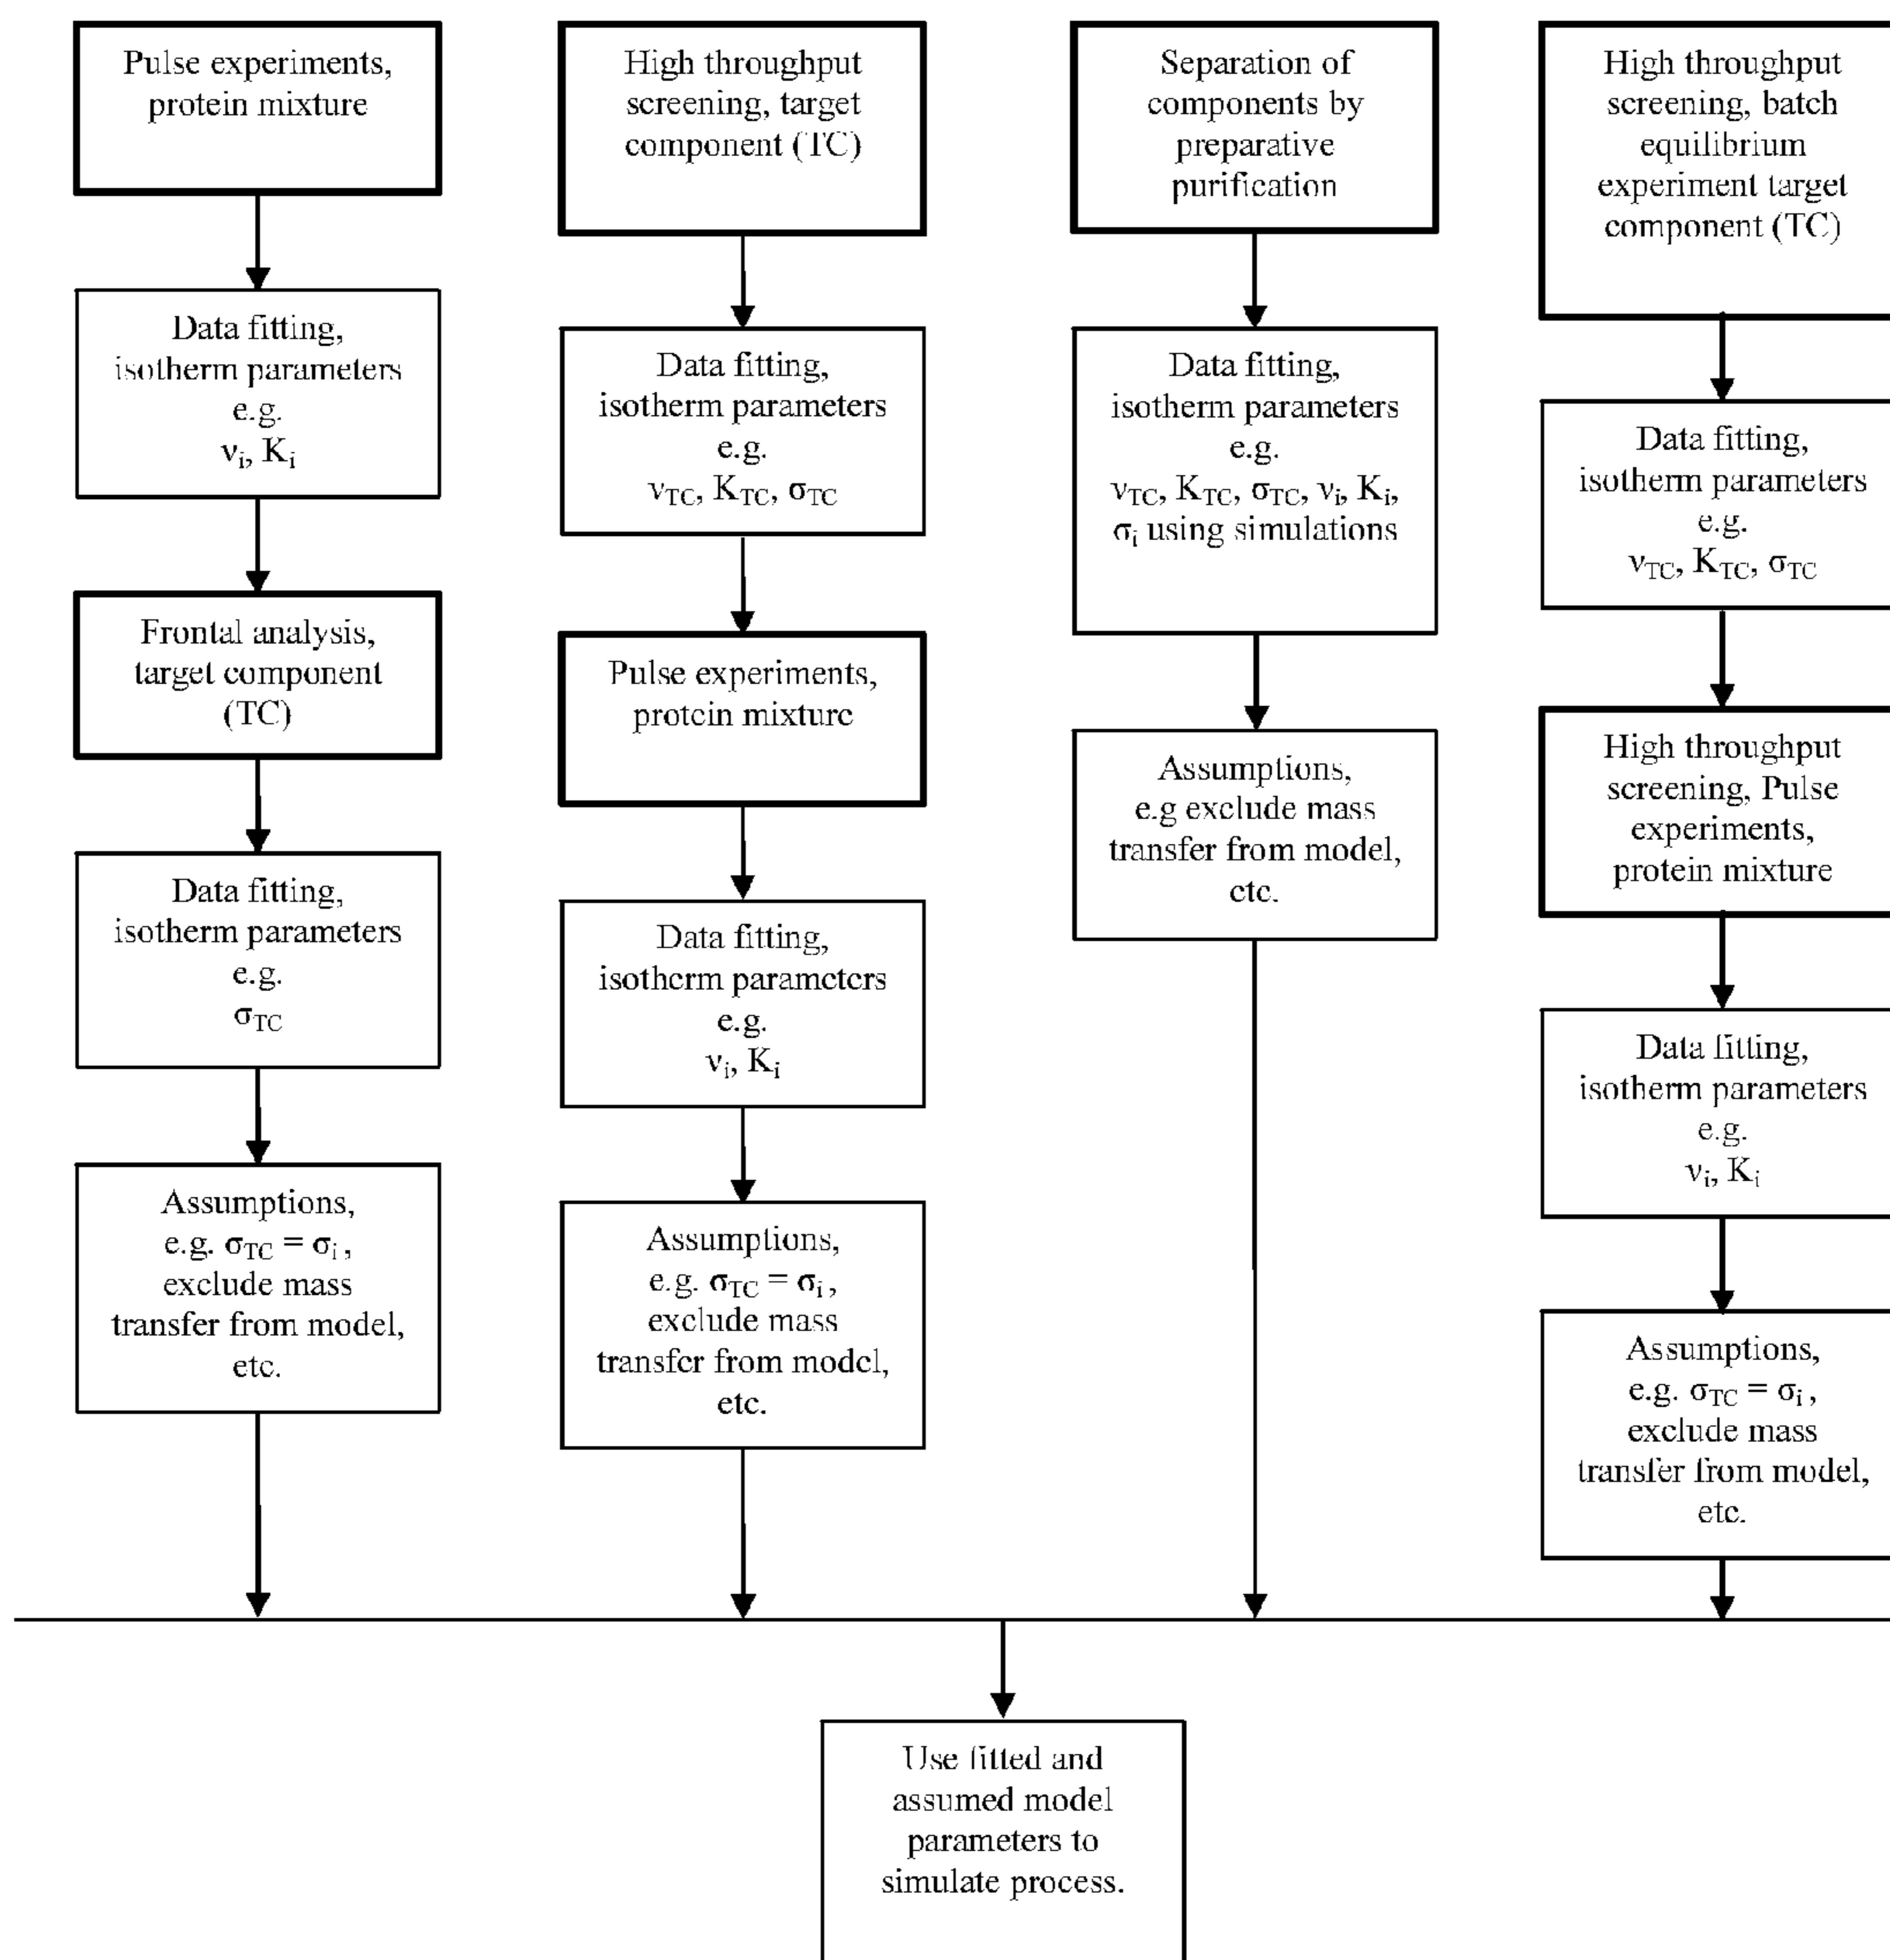 Pulse experiments,
protein mixture
Data fitting,
isotherm parameters
e.g.
νi, Ki
Frontal analysis,
target component
(TC)
Data fitting,
isotherm parameters
e.g.
σTC
Assumptions,
e.g. σTC = σi ,
exclude mass
transfer from model,
etc.
High throughput
screening, target
component (TC)
Data fitting,
isotherm parameters
e.g.
νTC, KTC, σTC
Pulse experiments,
protein mixture
Data fitting,
isotherm parameters
e.g.
νi, Ki
Assumptions,
e.g. σTC = σi ,
exclude mass
transfer from model,
etc.
Separation of
components by
preparative
purification
Data fitting,
isotherm parameters
e.g.
νTC, KTC, σTC, νi, Ki,
σi using simulations
Assumptions,
e.g exclude mass
transfer from model,
etc.
High throughput
screening, batch
equilibrium
experiment target
component (TC)
Data fitting,
isotherm parameters
e.g.
νTC, KTC, σTC
High throughput
screening, Pulse
experiments,
protein mixture
Data fitting,
isotherm parameters
e.g.
νi, Ki
Assumptions,
e.g. σTC = σi ,
exclude mass
transfer from model,
etc.
Use fitted and
assumed model
parameters to
simulate process.